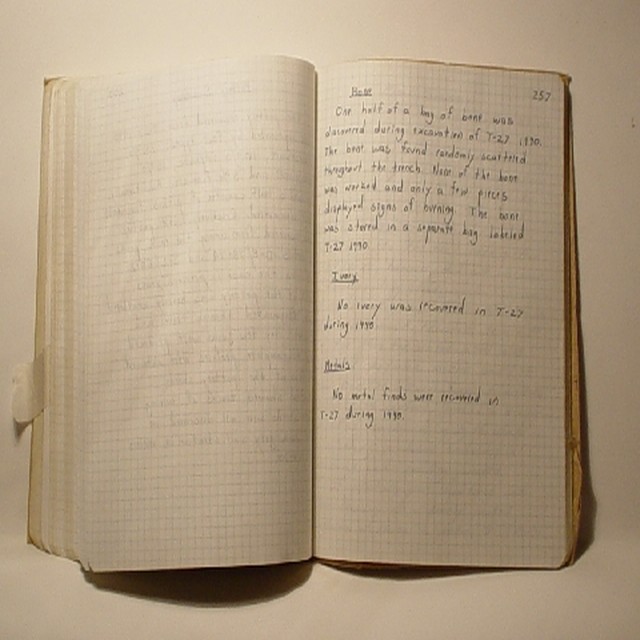 257
Bone
One half of a bag of bone was
discovered during excavation of T-27 1990.
The bone was found randomly scattered
throughout the trench. None of the bone
was worked and only a few pieces
displayed signs of burning. The bone
was stored in a separate bag labeled
T-27 1990
Ivory
No ivory was recovered in T-27
during 1990
Metals
No metal finds were recovered in
T-27 during 1990.